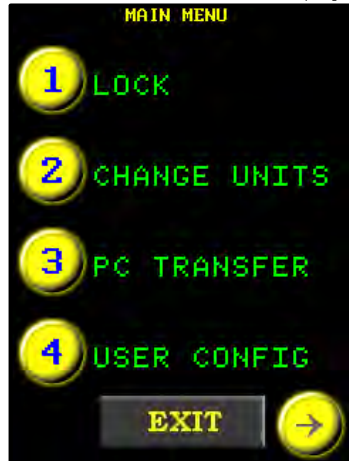 MAIN MENU
1 LOCK
2 CHANGE UNITS
3 PC TRANSFER
4 USER CONFIG
EXIT →